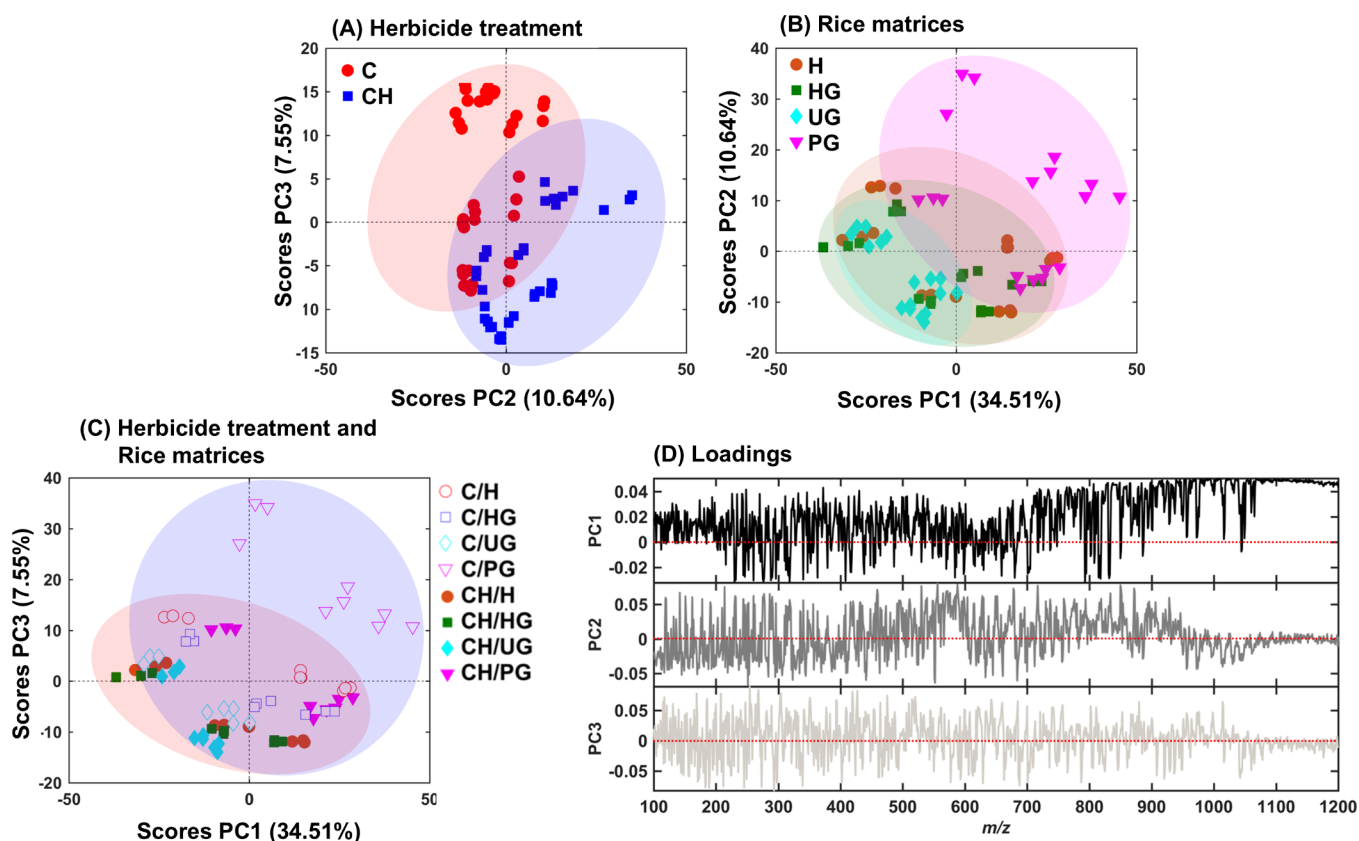 (A) Herbicide treatment
20
15
10
5
0
-5
-10
-15
-50
0
50
Scores PC3 (7.55%)
Scores PC2 (10.64%)
C
CH
(B) Rice matrices
40
30
20
10
0
-10
-20
-50
0
50
Scores PC2 (10.64%)
Scores PC1 (34.51%)
H
HG
UG
PG
(C) Herbicide treatment and
Rice matrices
40
30
20
10
0
-10
-20
-50
0
50
Scores PC3 (7.55%)
Scores PC1 (34.51%)
C/H
C/HG
C/UG
C/PG
CH/H
CH/HG
CH/UG
CH/PG
(D) Loadings
PC1
0.04
0.02
0
-0.02
PC2
0.05
0
-0.05
PC3
0.05
0
-0.05
100 200 300 400 500 600 700 800 900 1000 1100 1200
m/z